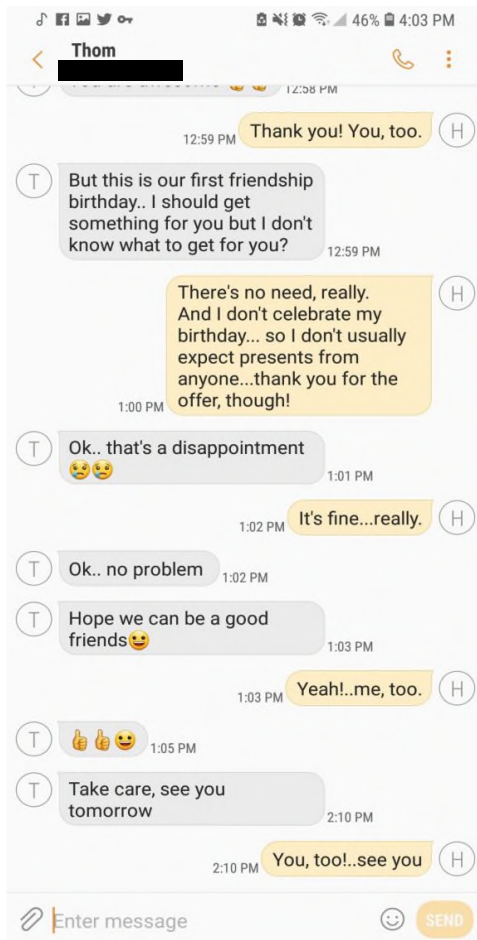 46% 4:03 PM
Thom
12:58 PM
Thank you! You, too.
12:59 PM
H
T
But this is our first friendship
birthday.. I should get
something for you but I don't
know what to get for you?
12:59 PM
There's no need, really.
And I don't celebrate my
birthday... so I don't usually
expect presents from
anyone...thank you for the
offer, though!
1:00 PM
H
T
Ok.. that's a disappointment
😢😢
1:01 PM
It's fine...really.
1:02 PM
H
T
Ok.. no problem
1:02 PM
T
Hope we can be a good
friends😀
1:03 PM
Yeah!..me, too.
1:03 PM
H
T
👍👍😀
1:05 PM
T
Take care, see you
tomorrow
2:10 PM
You, too!..see you
2:10 PM
H
Enter message
SEND